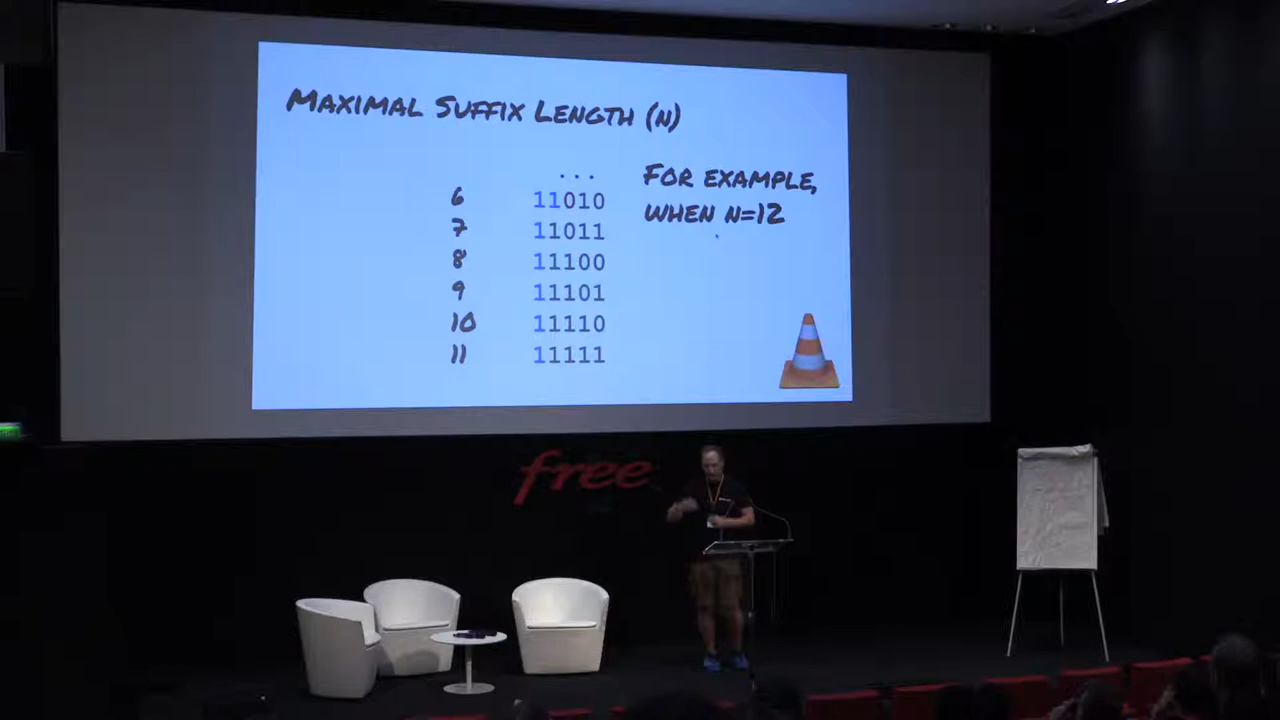 MAXIMAL SUFFIX LENGTH (N)
...
6 11010
7 11011
8 11100
9 11101
10 11110
11 11111
FOR EXAMPLE,
WHEN N=12
free